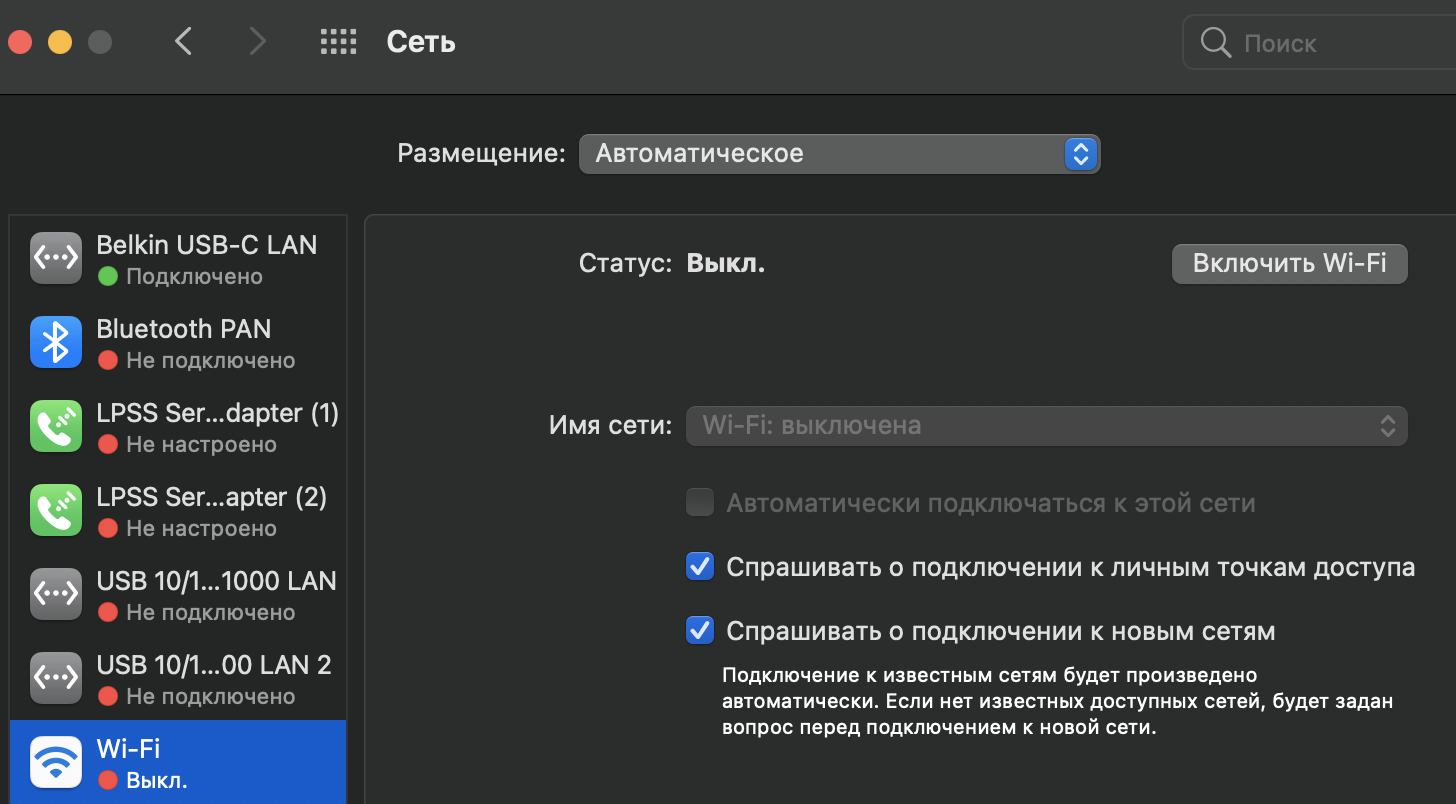 Сеть
Поиск
Размещение: Автоматическое
Belkin USB-C LAN
Подключено
Bluetooth PAN
Не подключено
LPSS Ser...dapter (1)
Не настроено
LPSS Ser...apter (2)
Не настроено
USB 10/1...1000 LAN
Не подключено
USB 10/1...00 LAN 2
Не подключено
Wi-Fi
Выкл.
Статус: Выкл.
Включить Wi-Fi
Имя сети: Wi-Fi: выключена
Автоматически подключаться к этой сети
Спрашивать о подключении к личным точкам доступа
Спрашивать о подключении к новым сетям
Подключение к известным сетям будет произведено
автоматически. Если нет известных доступных сетей, будет задан
вопрос перед подключением к новой сети.